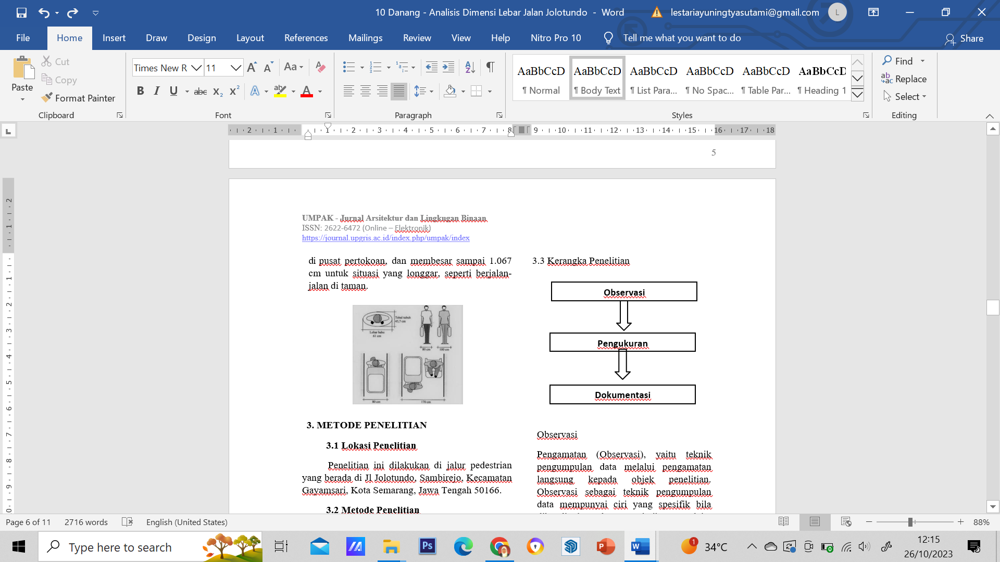 10 Danang - Analisis Dimensi Lebar Jalan Jolotundo - Word
lestariayuningtyasutami@gmail.com
L
File
Home
Insert
Draw
Design
Layout
References
Mailings
Review
View
Help
Nitro Pro 10
Tell me what you want to do
Share
Paste
Cut
Copy
Format Painter
Clipboard
Times New R
11
Font
Paragraph
AaBbCcD
¶ Normal
AaBbCcD
¶ Body Text
AaBbCcD
¶ List Para...
AaBbCcD
¶ No Spac...
AaBbCcD
¶ Table Par...
AaBbCcD
¶ Heading 1
Styles
Find
Replace
Select
Editing
2 1 1 2 3 4 5 6 7 8 9 10 11 12 13 14 15 16 17 18
5
UMPAK - Jurnal Arsitektur dan Lingkngan Binaan
ISSN: 2622-6472 (Online – Elektronik)
https://journal.upgris.ac.id/index.php/umpak/index
di pusat pertokoan, dan membesar sampai 1.067
cm untuk situasi yang longgar, seperti berjalan-
jalan di taman.
Tebal tubuh
45,7 cm
Lebar bahu
61 cm
80 cm
100 cm
80 cm
170 cm
3. METODE PENELITIAN
3.1 Lokasi Penelitian
Penelitian ini dilakukan di jalur pedestrian
yang berada di Jl Jolotundo, Sambirejo, Kecamatan
Gayamsari, Kota Semarang, Jawa Tengah 50166.
3.2 Metode Penelitian
3.3 Kerangka Penelitian
Observasi
Pengukuran
Dokumentasi
Observasi
Pengamatan (Observasi), yaitu teknik
pengumpulan data melalui pengamatan
langsung kepada objek penelitian.
Observasi sebagai teknik pengumpulan
data mempunyai ciri yang spesifik bila
Page 6 of 11
2716 words
English (United States)
88%
Type here to search
34°C
12:15
26/10/2023